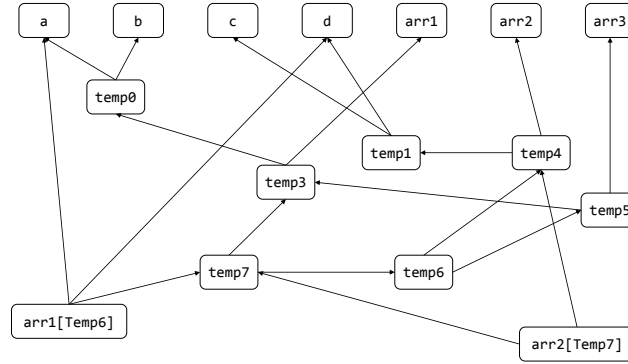 a
b
c
d
arr1
arr2
arr3
temp0
temp1
temp4
temp3
temp5
temp7
temp6
arr1[Temp6]
arr2[Temp7]